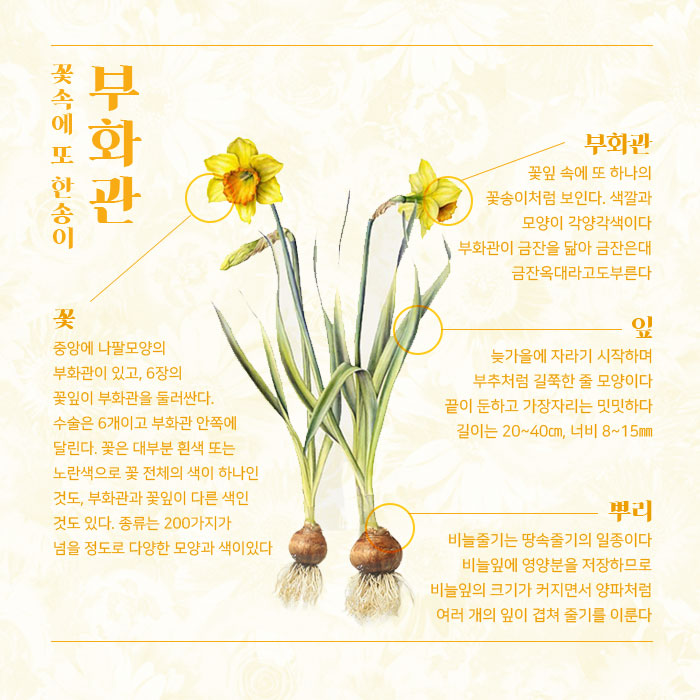 부화관
꽃속에 또 한송이
부화관
꽃잎 속에 또 하나의
꽃송이처럼 보인다. 색깔과
모양이 각양각색이다
부화관이 금잔을 닮아 금잔은대
금잔옥대라고도부른다
꽃
중앙에 나팔모양의
부화관이 있고, 6장의
꽃잎이 부화관을 둘러싼다.
수술은 6개이고 부화관 안쪽에
달린다. 꽃은 대부분 흰색 또는
노란색으로 꽃 전체의 색이 하나인
것도, 부화관과 꽃잎이 다른 색인
것도 있다. 종류는 200가지가
넘을 정도로 다양한 모양과 색이있다
잎
늦가을에 자라기 시작하며
부추처럼 길쭉한 줄 모양이다
끝이 둔하고 가장자리는 밋밋하다
길이는 20~40㎝, 너비 8~15㎜
뿌리
비늘줄기는 땅속줄기의 일종이다
비늘잎에 영양분을 저장하므로
비늘잎의 크기가 커지면서 양파처럼
여러 개의 잎이 겹쳐 줄기를 이룬다